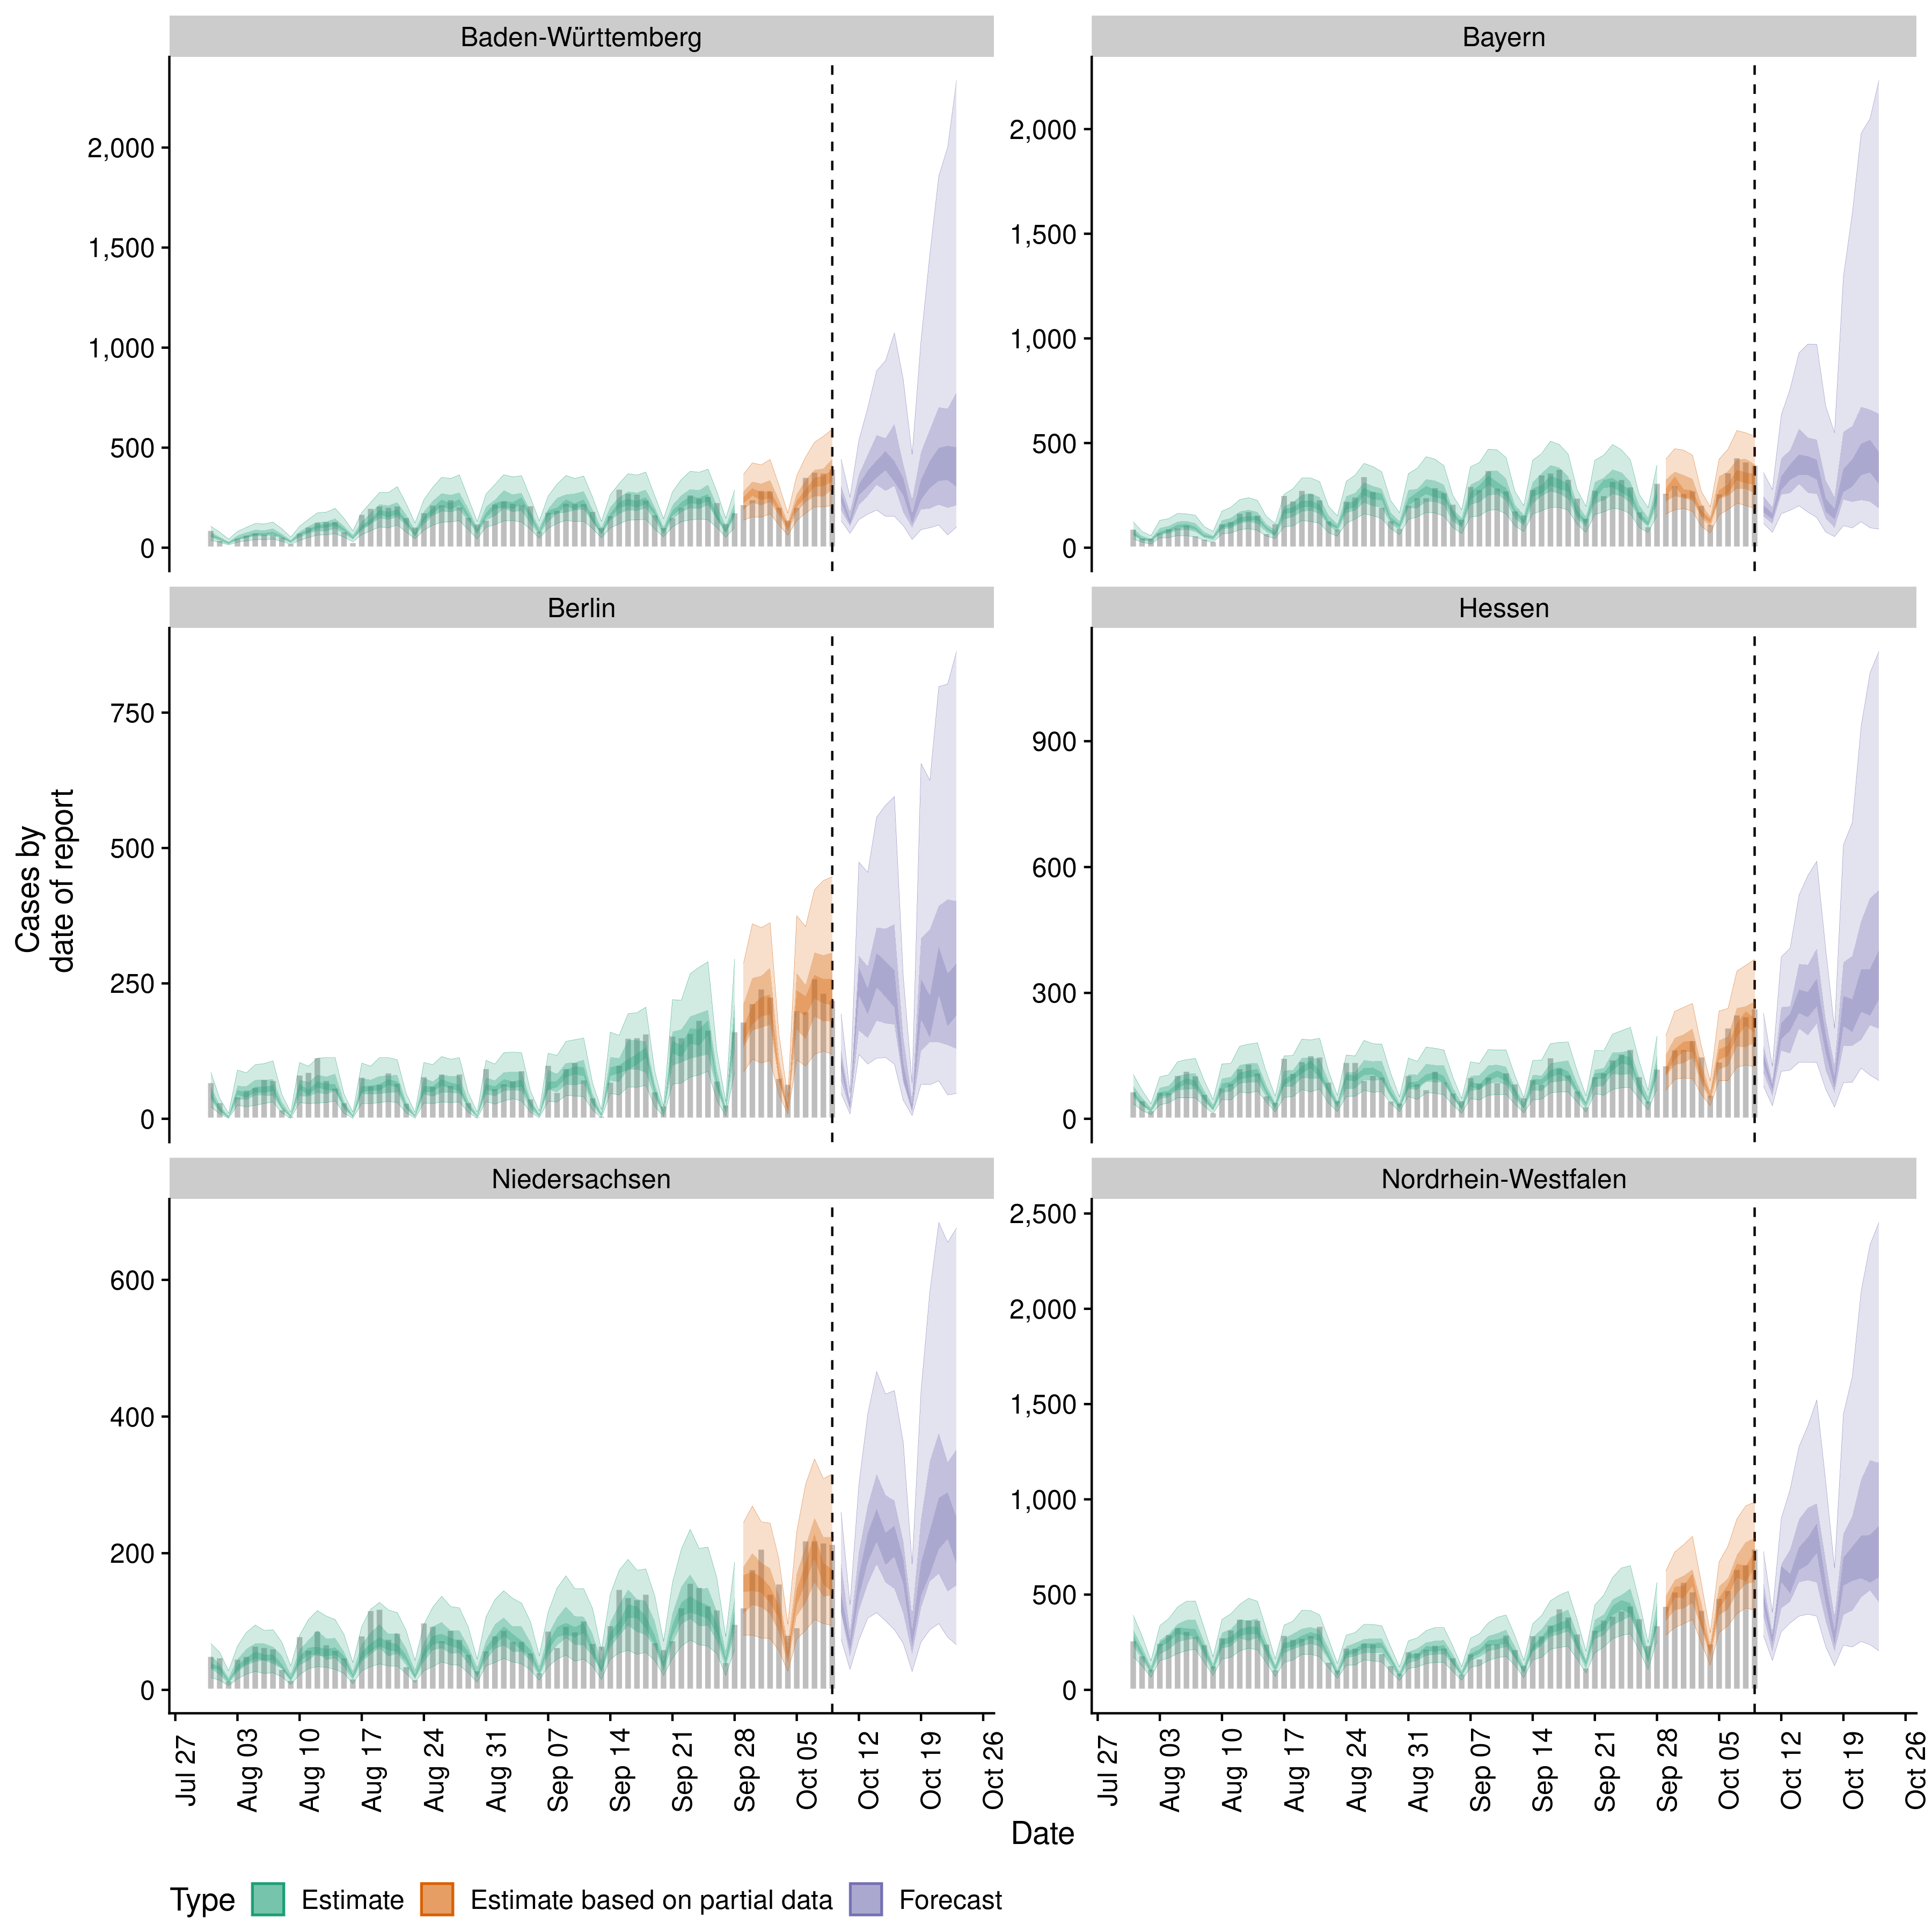 Baden-Württemberg
Bayern
2,000
1,500
1,000
500
0
2,000
1,500
1,000
500
0
Berlin
Hessen
750
500
250
0
900
600
300
0
Cases by
date of report
Niedersachsen
Nordrhein-Westfalen
600
400
200
0
2,500
2,000
1,500
1,000
500
0
Jul 27
Aug 03
Aug 10
Aug 17
Aug 24
Aug 31
Sep 07
Sep 14
Sep 21
Sep 28
Oct 05
Oct 12
Oct 19
Oct 26
Jul 27
Aug 03
Aug 10
Aug 17
Aug 24
Aug 31
Sep 07
Sep 14
Sep 21
Sep 28
Oct 05
Oct 12
Oct 19
Oct 26
Date
Type Estimate Estimate based on partial data Forecast